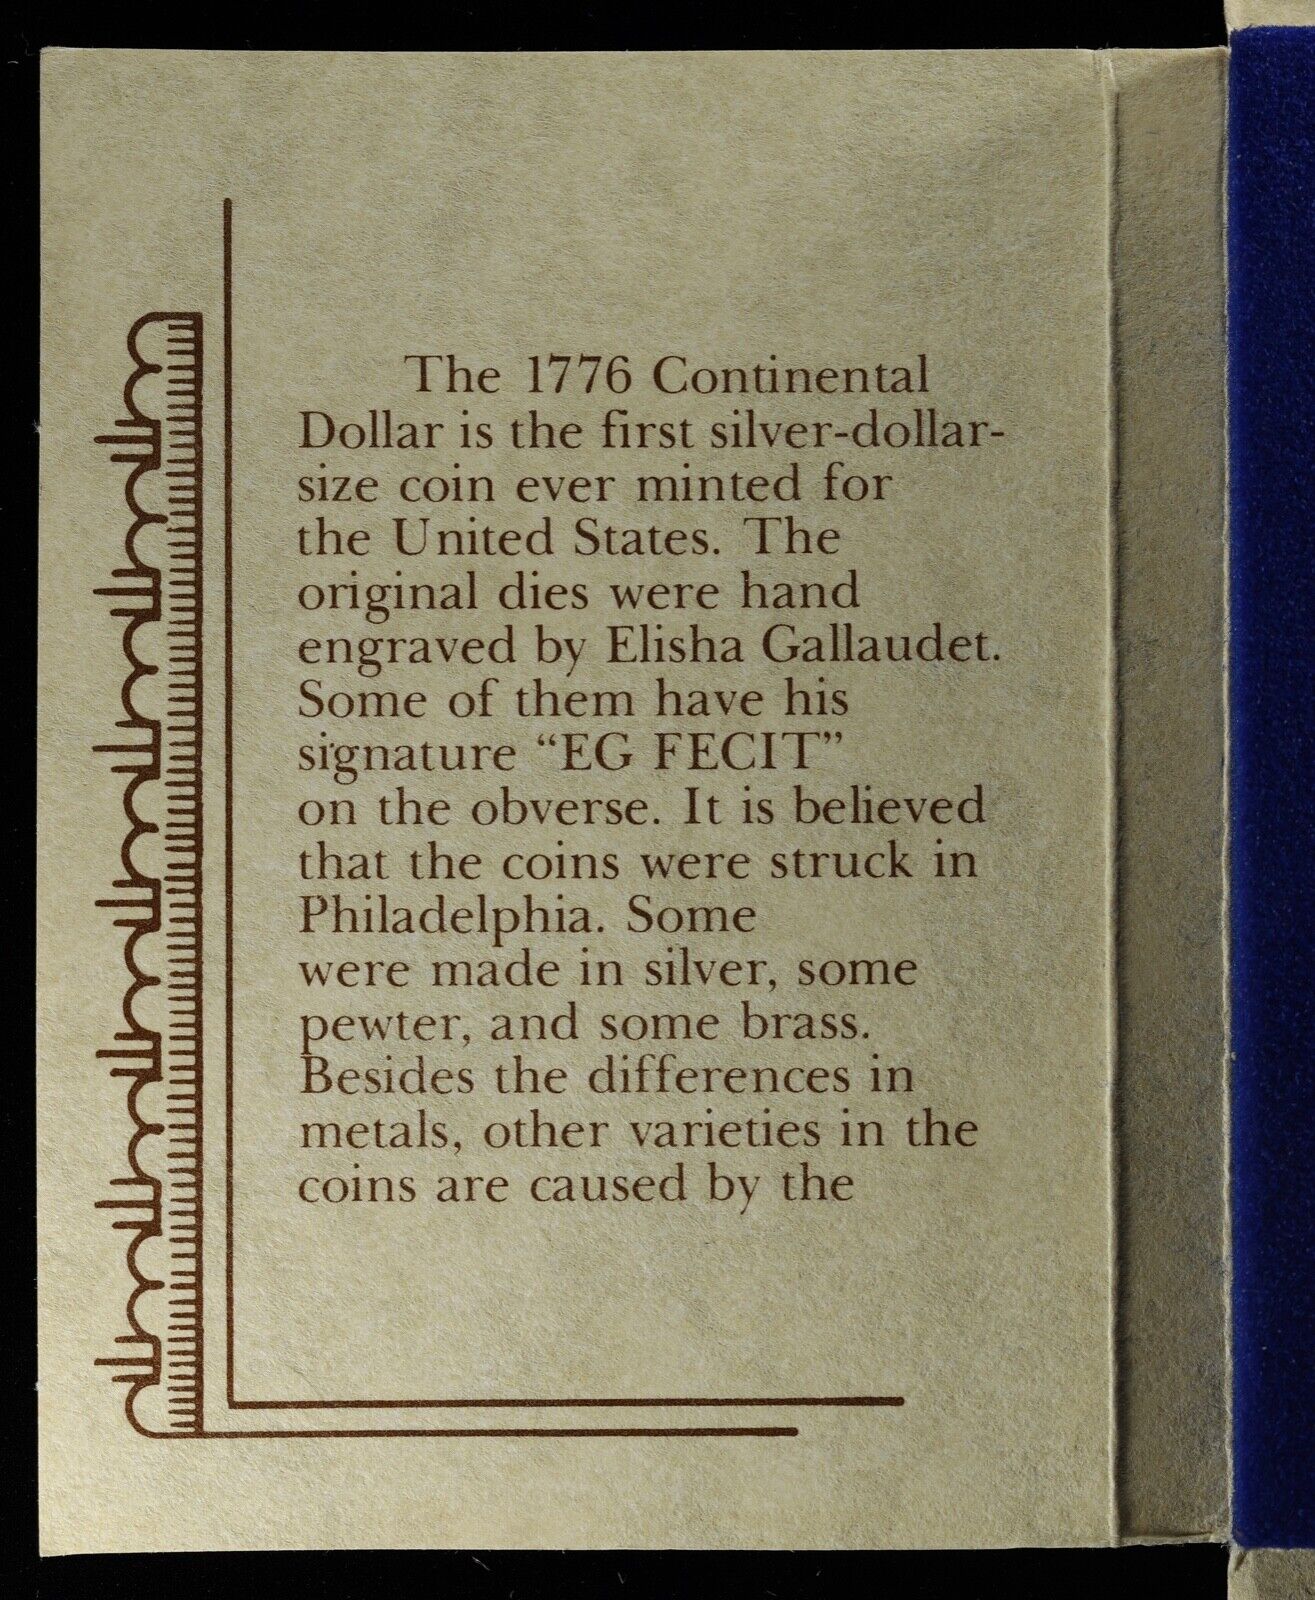 The 1776 Continental
Dollar is the first silver-dollar-
size coin ever minted for
the United States. The
original dies were hand
engraved by Elisha Gallaudet.
Some of them have his
signature “EG FECIT”
on the obverse. It is believed
that the coins were struck in
Philadelphia. Some
were made in silver, some
pewter, and some brass.
Besides the differences in
metals, other varieties in the
coins are caused by the